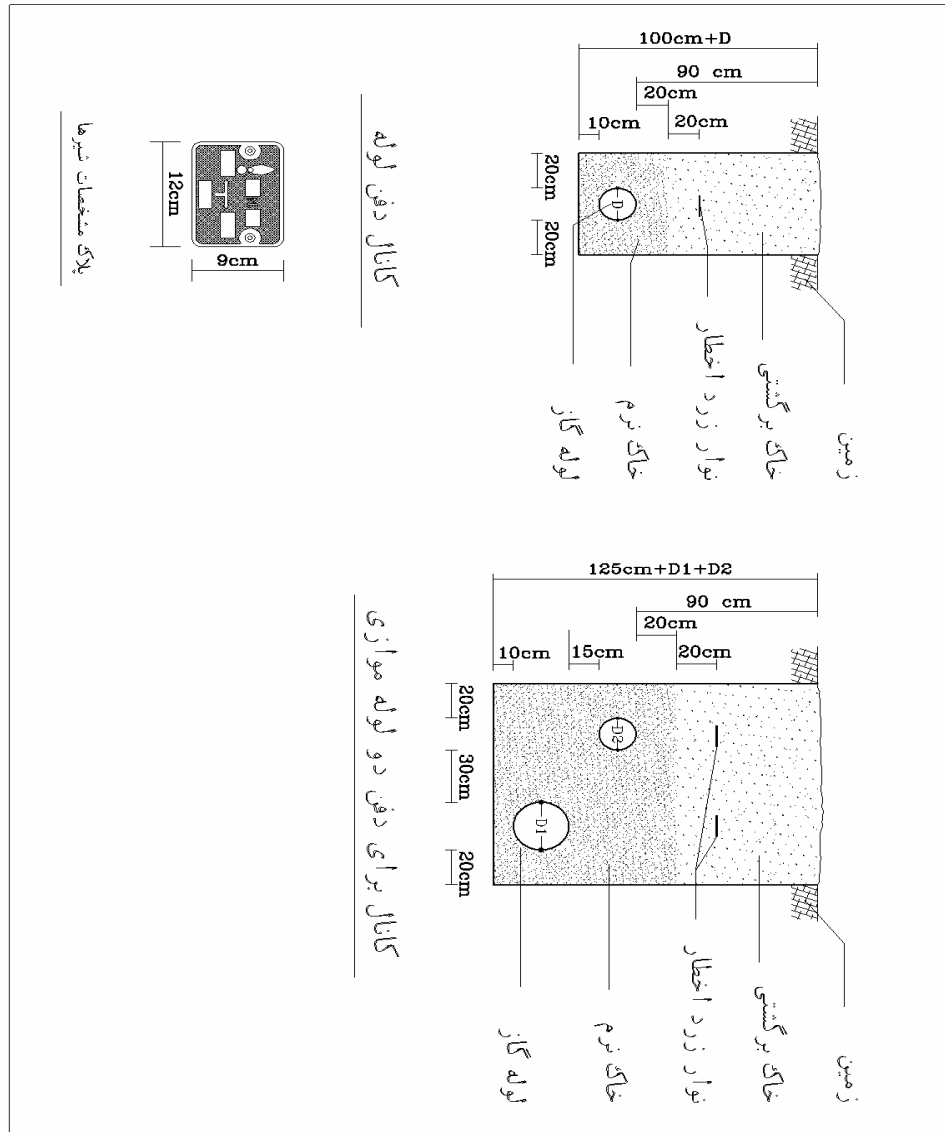 100cm+D
90 cm
20cm
20cm
10cm
20cm
20cm
D
زمین
خاک برگشتی
نوار زرد اخطار
خاک نرم
لوله گاز
کانال دفن لوله
12cm
9cm
پلاک مشخصات شیرها
125cm+D1+D2
90 cm
20cm
20cm
15cm
10cm
20cm
30cm
20cm
D2
D1
زمین
خاک برگشتی
نوار زرد اخطار
خاک نرم
لوله گاز
کانال برای دفن دو لوله موازی